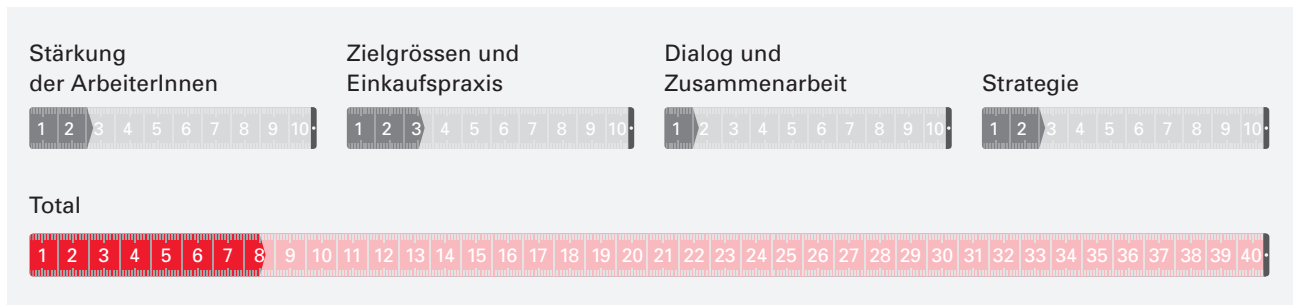 Stärkung
der ArbeiterInnen
Zielgrössen und
Einkaufspraxis
Dialog und
Zusammenarbeit
Strategie
1 2 3 4 5 6 7 8 9 10
1 2 3 4 5 6 7 8 9 10
1 2 3 4 5 6 7 8 9 10
1 2 3 4 5 6 7 8 9 10
Total
1 2 3 4 5 6 7 8 9 10 11 12 13 14 15 16 17 18 19 20 21 22 23 24 25 26 27 28 29 30 31 32 33 34 35 36 37 38 39 40